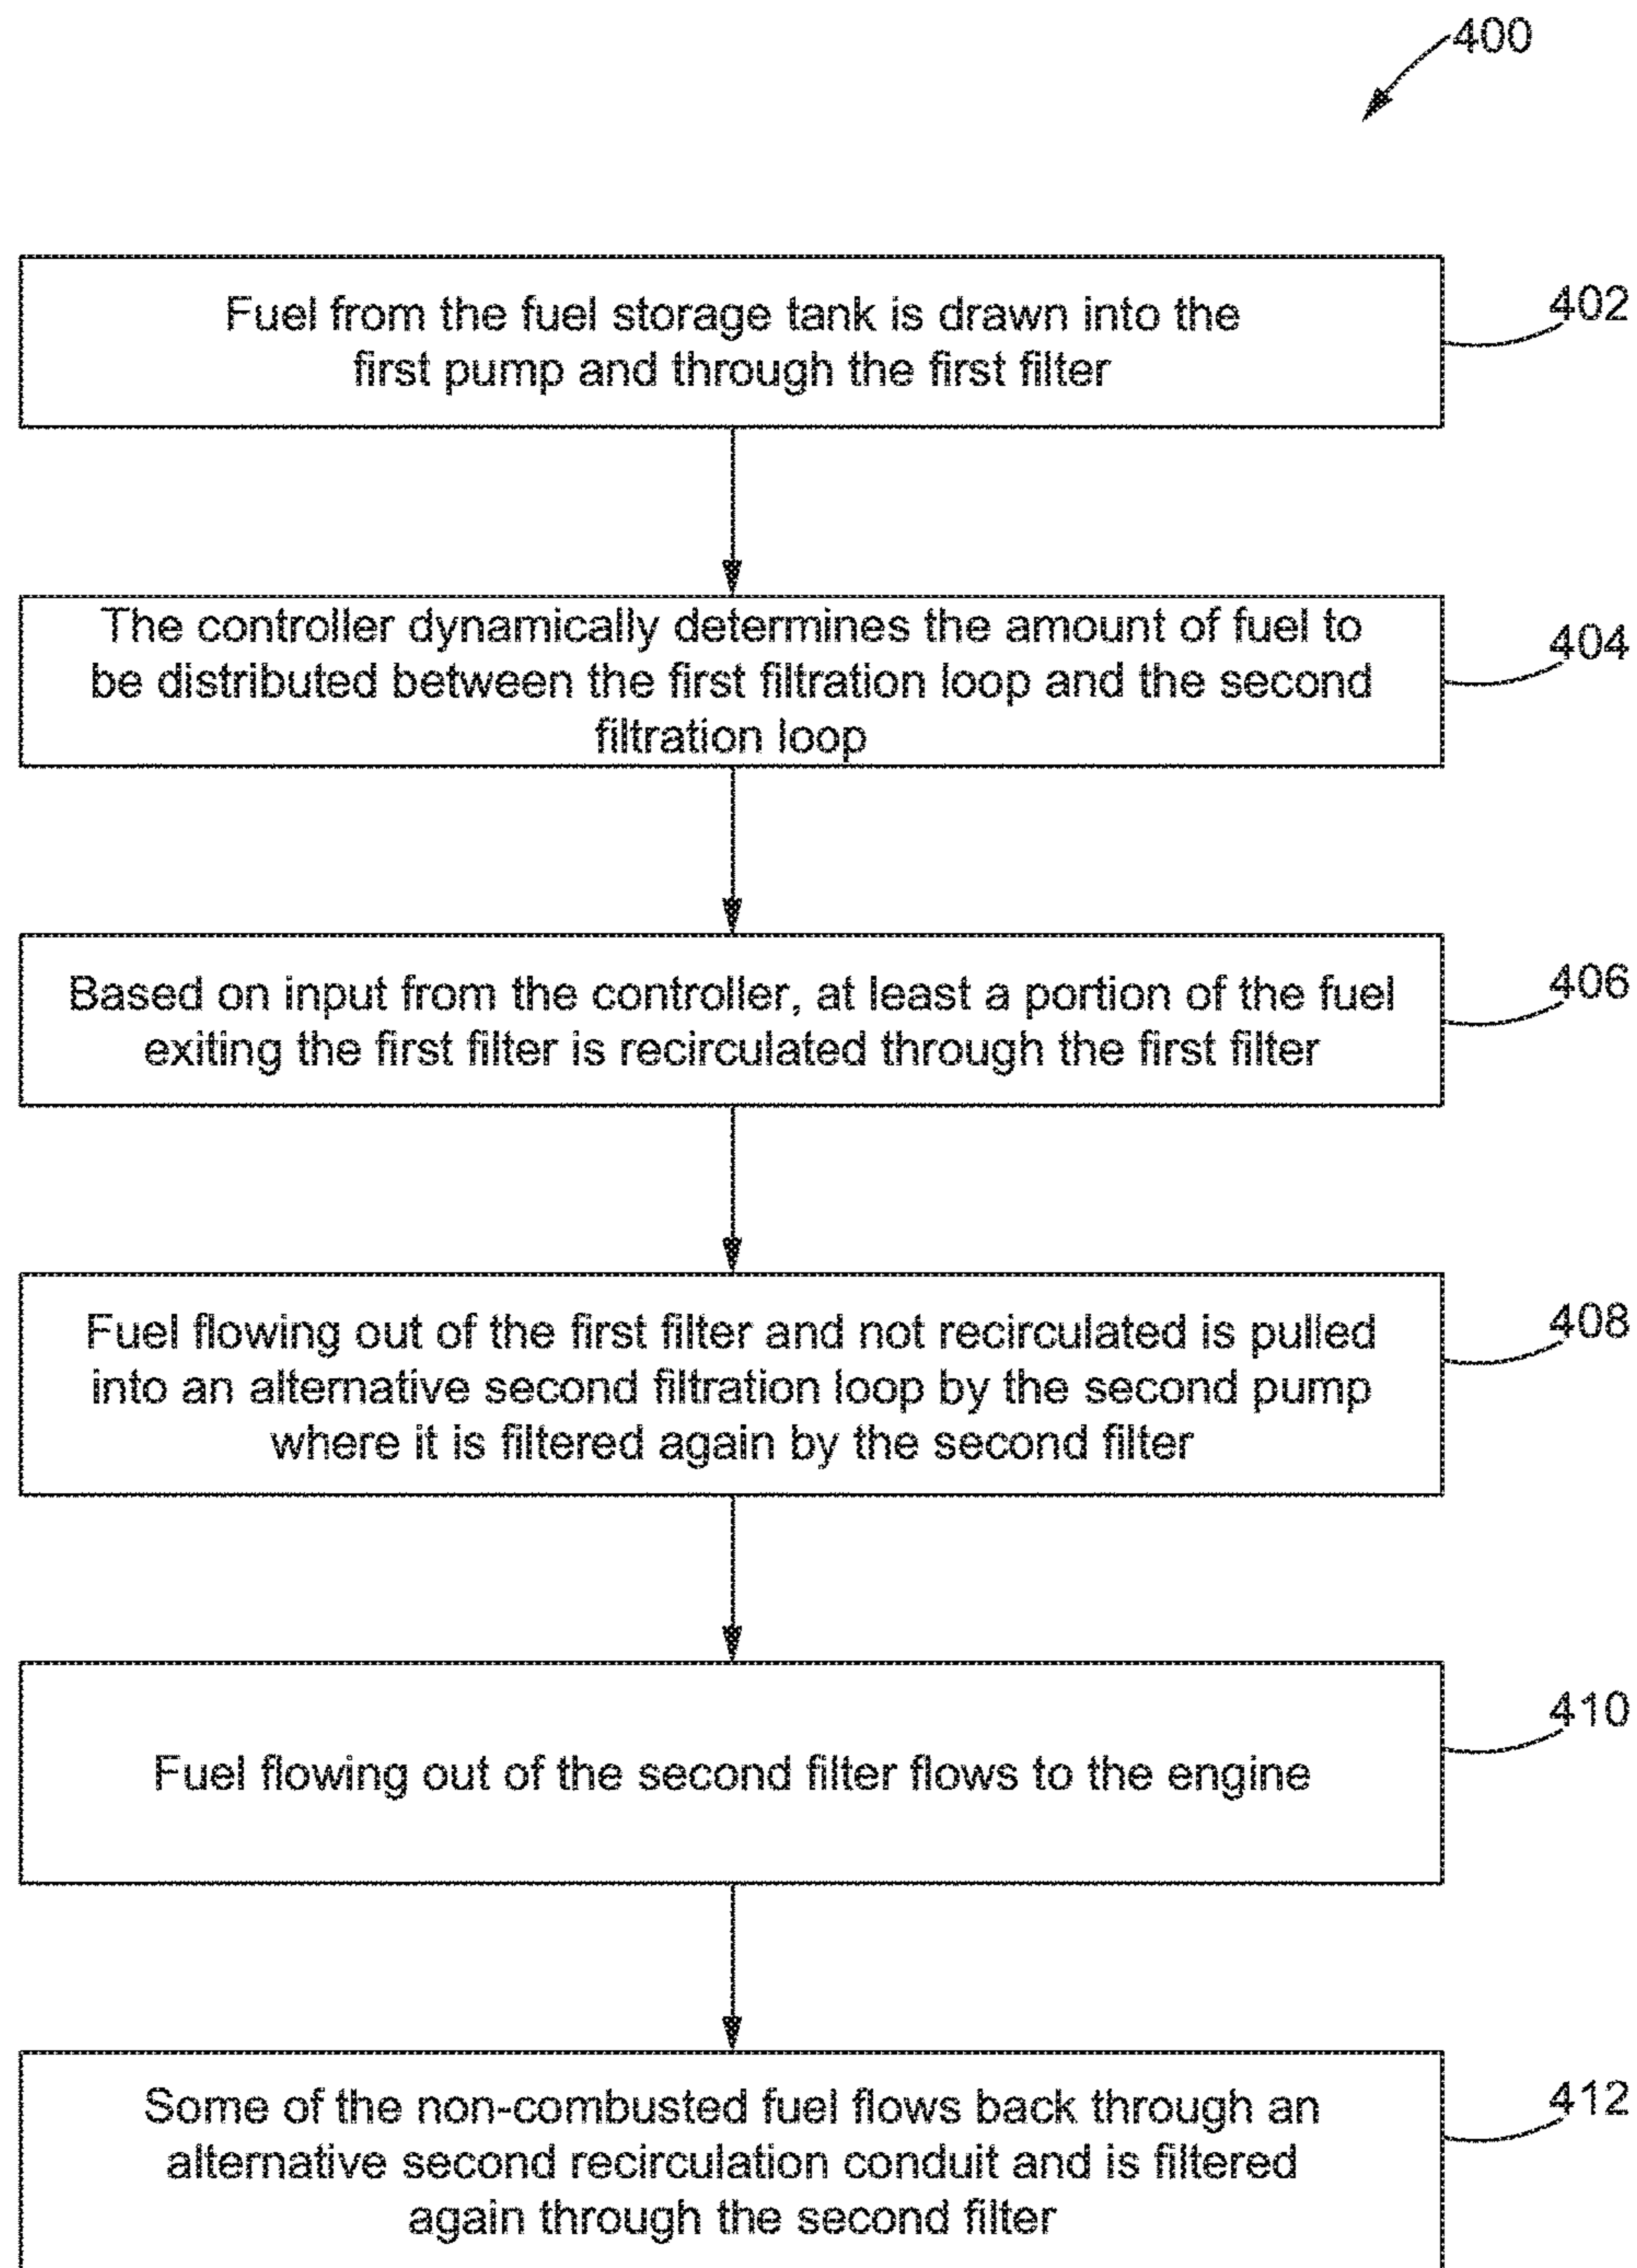 400
Fuel from the fuel storage tank is drawn into the
first pump and through the first filter
402
The controller dynamically determines the amount of fuel to
be distributed between the first filtration loop and the second
filtration loop
404
Based on input from the controller, at least a portion of the fuel
exiting the first filter is recirculated through the first filter
406
Fuel flowing out of the first filter and not recirculated is pulled
into an alternative second filtration loop by the second pump
where it is filtered again by the second filter
408
Fuel flowing out of the second filter flows to the engine
410
Some of the non-combusted fuel flows back through an
alternative second recirculation conduit and is filtered
again through the second filter
412